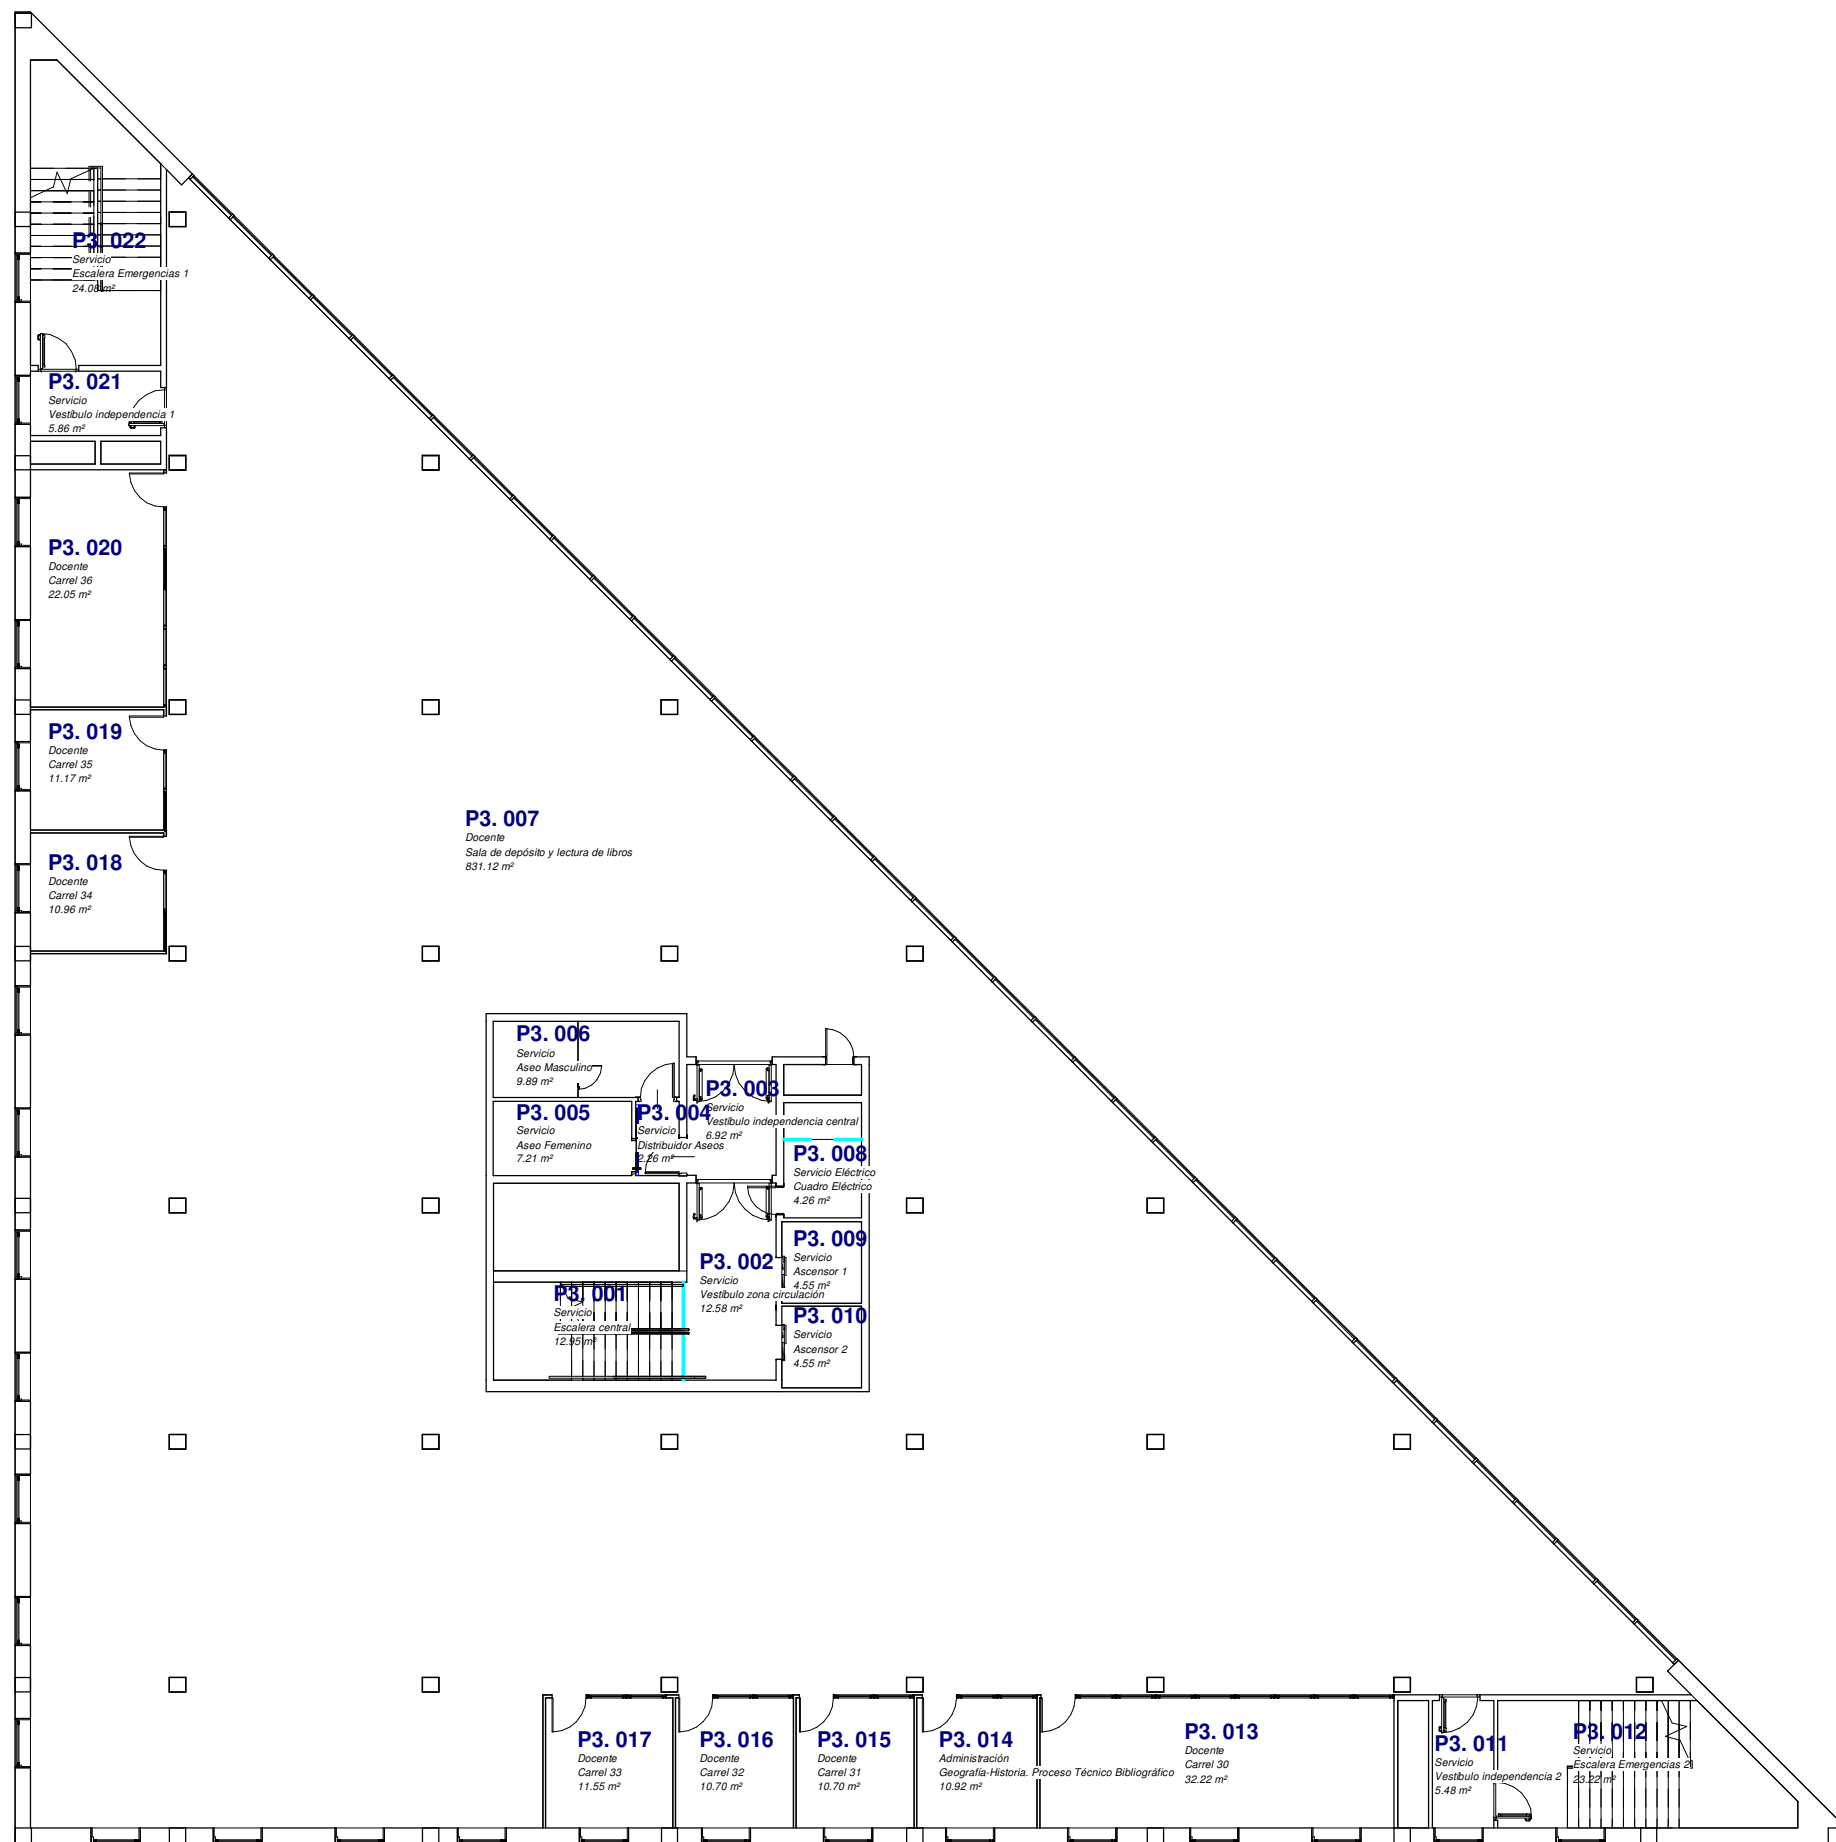 P3. 022
Servicio
Escalera Emergencias 1
24.08 m²
P3. 021
Servicio
Vestíbulo independencia 1
5.86 m²
P3. 020
Docente
Carrel 36
22.05 m²
P3. 019
Docente
Carrel 35
11.17 m²
P3. 018
Docente
Carrel 34
10.96 m²
P3. 007
Docente
Sala de depósito y lectura de libros
831.12 m²
P3. 006
Servicio
Aseo Masculino
9.89 m²
P3. 005
Servicio
Aseo Femenino
7.21 m²
P3. 004
Servicio
Distribuidor Aseos
2.26 m²
P3. 003
Servicio
Vestíbulo independencia central
6.92 m²
P3. 008
Servicio Eléctrico
Cuadro Eléctrico
4.26 m²
P3. 009
Servicio
Ascensor 1
4.55 m²
P3. 002
Servicio
Vestíbulo zona circulación
12.58 m²
P3. 001
Servicio
Escalera central
12.95 m²
P3. 010
Servicio
Ascensor 2
4.55 m²
P3. 017
Docente
Carrel 33
11.55 m²
P3. 016
Docente
Carrel 32
10.70 m²
P3. 015
Docente
Carrel 31
10.70 m²
P3. 014
Administración
Geografía-Historia. Proceso Técnico Bibliográfico
10.92 m²
P3. 013
Docente
Carrel 30
32.22 m²
P3. 011
Servicio
Vestíbulo independencia 2
5.48 m²
P3. 012
Servicio
Escalera Emergencias 2
23.22 m²